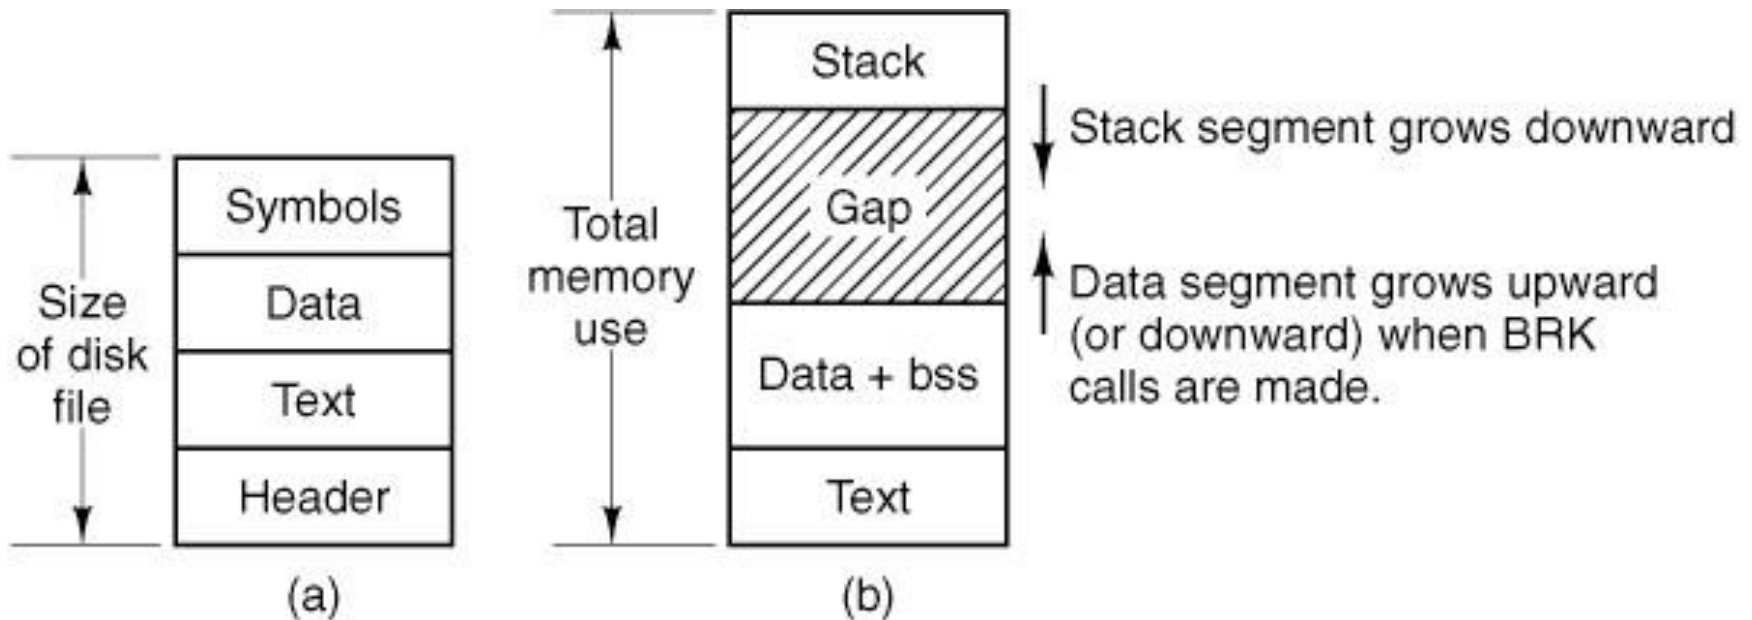 Size
of disk
file
Symbols
Data
Text
Header
(a)
Total
memory
use
Stack
Gap
Data + bss
Text
(b)
Stack segment grows downward
Data segment grows upward
(or downward) when BRK
calls are made.